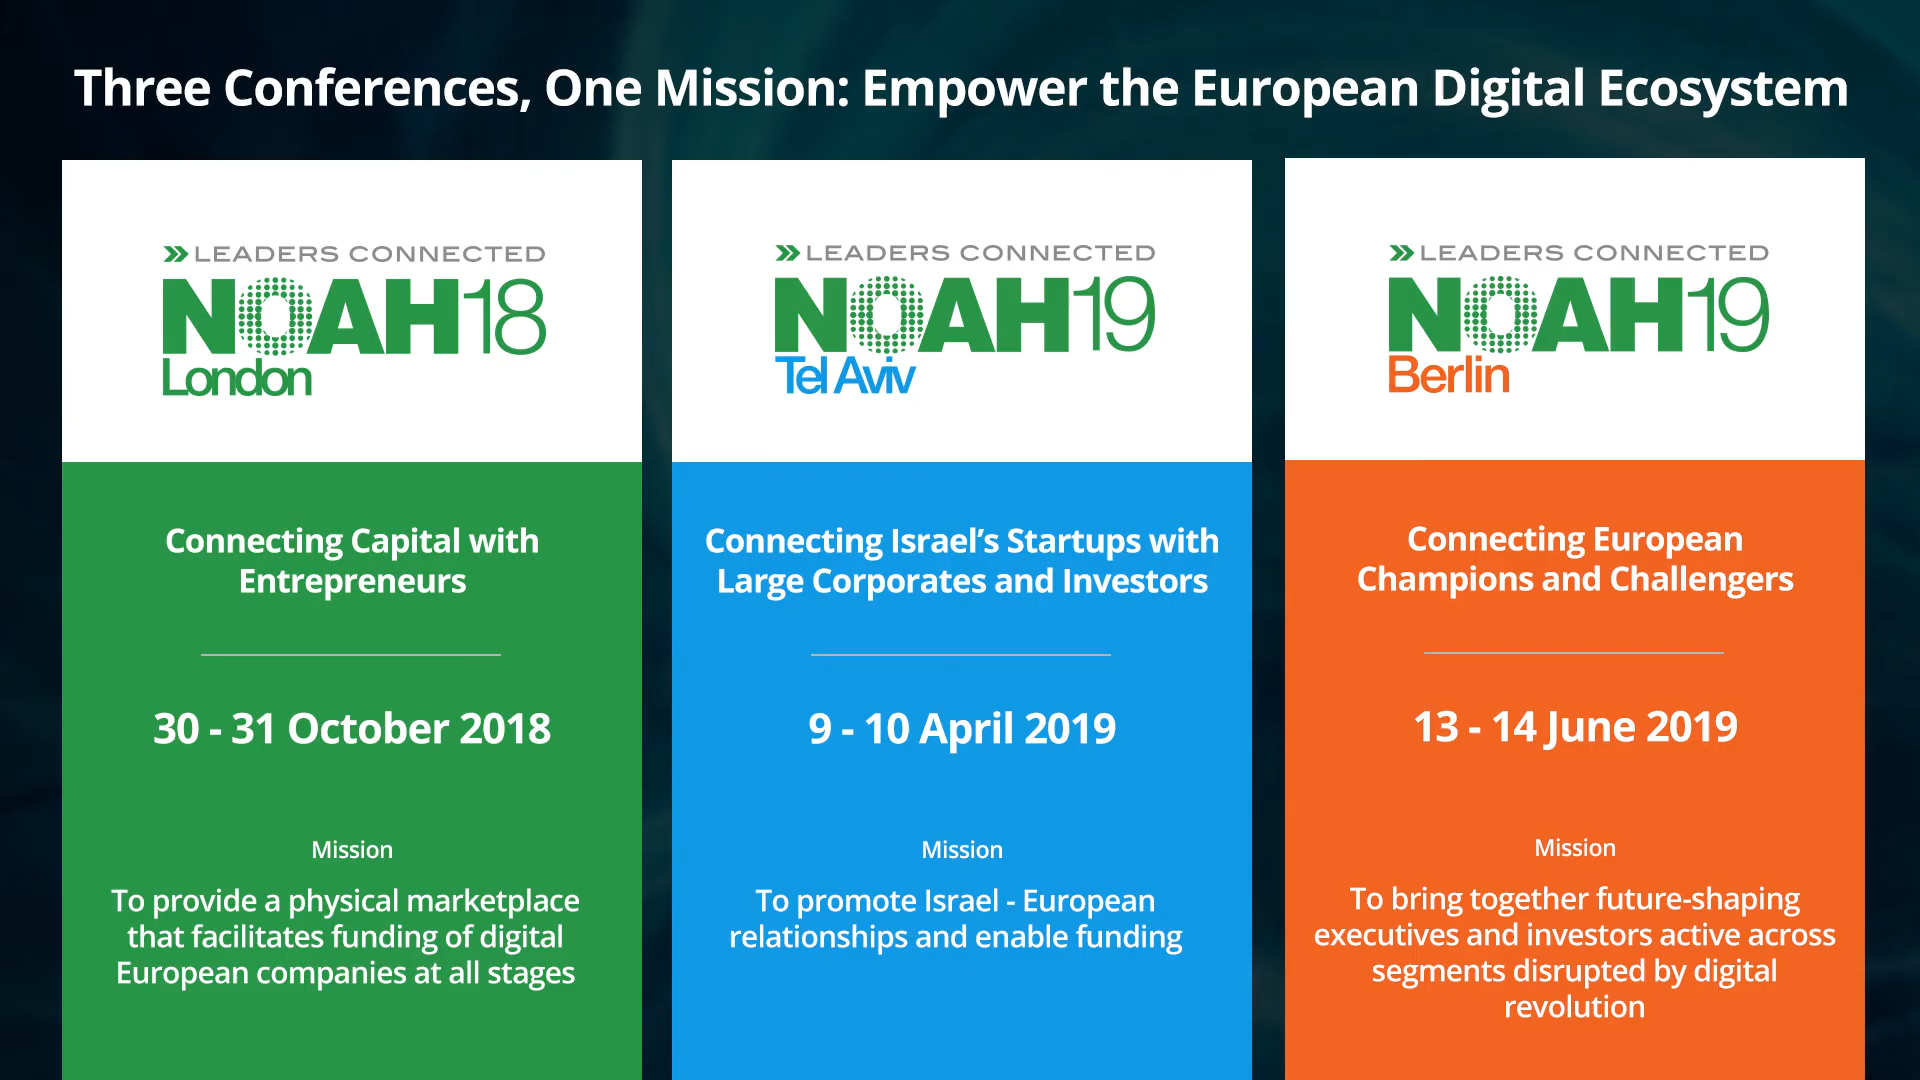 Three Conferences, One Mission: Empower the European Digital Ecosystem
LEADERS CONNECTED
NOAH18
London
Connecting Capital with
Entrepreneurs
30 - 31 October 2018
Mission
To provide a physical marketplace
that facilitates funding of digital
European companies at all stages
LEADERS CONNECTED
NOAH19
Tel Aviv
Connecting Israel’s Startups with
Large Corporates and Investors
9 - 10 April 2019
Mission
To promote Israel - European
relationships and enable funding
LEADERS CONNECTED
NOAH19
Berlin
Connecting European
Champions and Challengers
13 - 14 June 2019
Mission
To bring together future-shaping
executives and investors active across
segments disrupted by digital
revolution